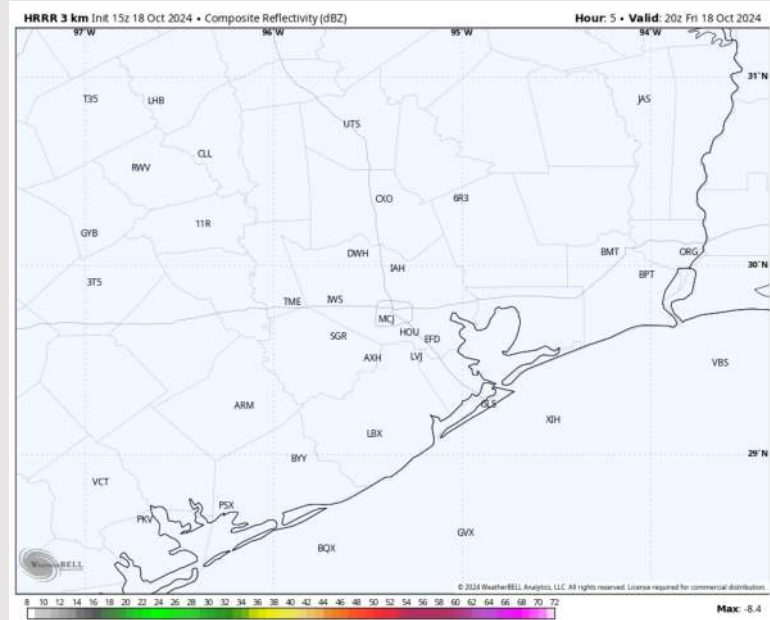 HRRR 3 km Init 15z 18 Oct 2024 • Composite Reflectivity (dBZ) Hour: 5 • Valid: 20z Fri 18 Oct 2024
97°W 96°W 95°W 94°W
31°N
T35 LHB JAS
UTS
CLL
RWV
CXO 6R3
11R
GYB
DWH BMT ORG
IAH 30°N
BPT
3T5
TME IWS
MCJ
HOU
SGR EFD
AXH LVJ
VBS
ARM GLS
XIH
LBX
29°N
BYY
VCT
PSX
PKV
GVX
BQX
WeatherBELL
© 2024 WeatherBELL Analytics, LLC. All rights reserved. License required for commercial distribution.
8 10 12 14 16 18 20 22 24 26 28 30 32 34 36 38 40 42 44 46 48 50 52 54 56 58 60 62 64 66 68 70 72
Max: -8.4